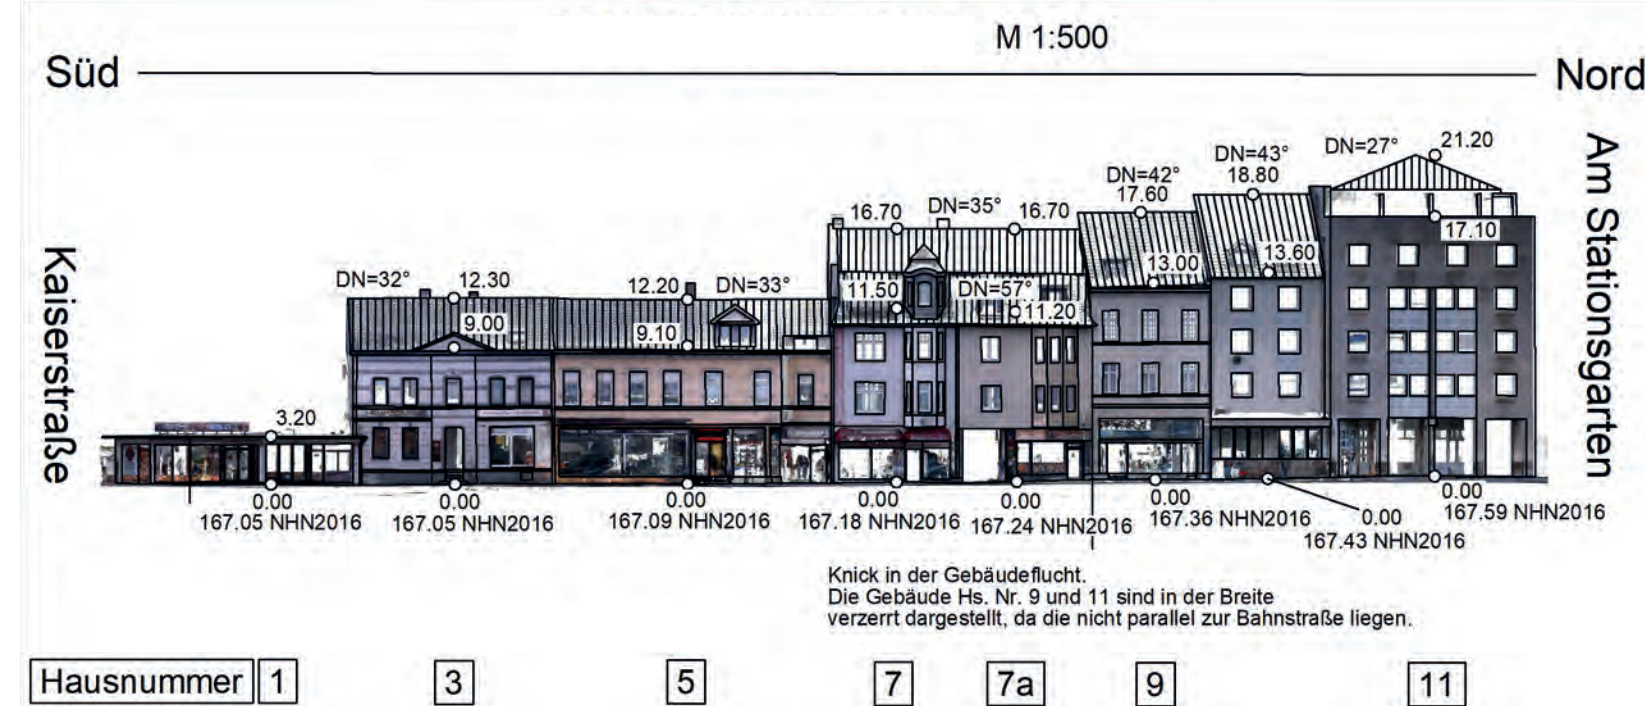 M 1:500
Süd
Nord
Kaiserstraße
Am Stationsgarten
DN=32°
12.30
9.00
3.20
12.20
DN=33°
9.10
16.70
DN=35°
16.70
11.50
DN=57°
11.20
DN=42°
17.60
13.00
DN=43°
18.80
13.60
DN=27°
21.20
17.10
0.00
167.05 NHN2016
0.00
167.05 NHN2016
0.00
167.09 NHN2016
0.00
167.18 NHN2016
0.00
167.24 NHN2016
0.00
167.36 NHN2016
0.00
167.43 NHN2016
0.00
167.59 NHN2016
Knick in der Gebäudeflucht.
Die Gebäude Hs. Nr. 9 und 11 sind in der Breite
verzerrt dargestellt, da die nicht parallel zur Bahnstraße liegen.
Hausnummer 1 3 5 7 7a 9 11